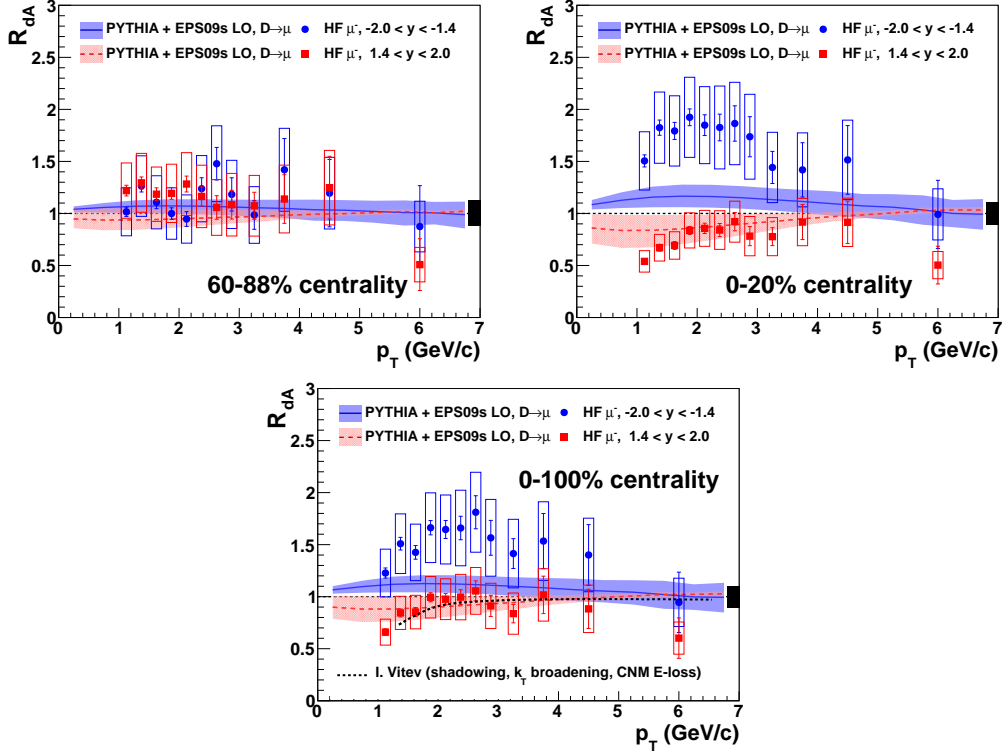 R_dA
3
PYTHIA + EPS09s LO, D→μ HF μ⁻, -2.0 < y < -1.4
PYTHIA + EPS09s LO, D→μ HF μ⁻, 1.4 < y < 2.0
2.5
2
1.5
1
0.5
60-88% centrality
0 0 1 2 3 4 5 6 7
p_T (GeV/c)
R_dA
3
PYTHIA + EPS09s LO, D→μ HF μ⁻, -2.0 < y < -1.4
PYTHIA + EPS09s LO, D→μ HF μ⁻, 1.4 < y < 2.0
2.5
2
1.5
1
0.5
0-20% centrality
0 0 1 2 3 4 5 6 7
p_T (GeV/c)
R_dA
3
PYTHIA + EPS09s LO, D→μ HF μ⁻, -2.0 < y < -1.4
PYTHIA + EPS09s LO, D→μ HF μ⁻, 1.4 < y < 2.0
2.5
0-100% centrality
2
1.5
1
0.5
I. Vitev (shadowing, k_T broadening, CNM E-loss)
0 0 1 2 3 4 5 6 7
p_T (GeV/c)